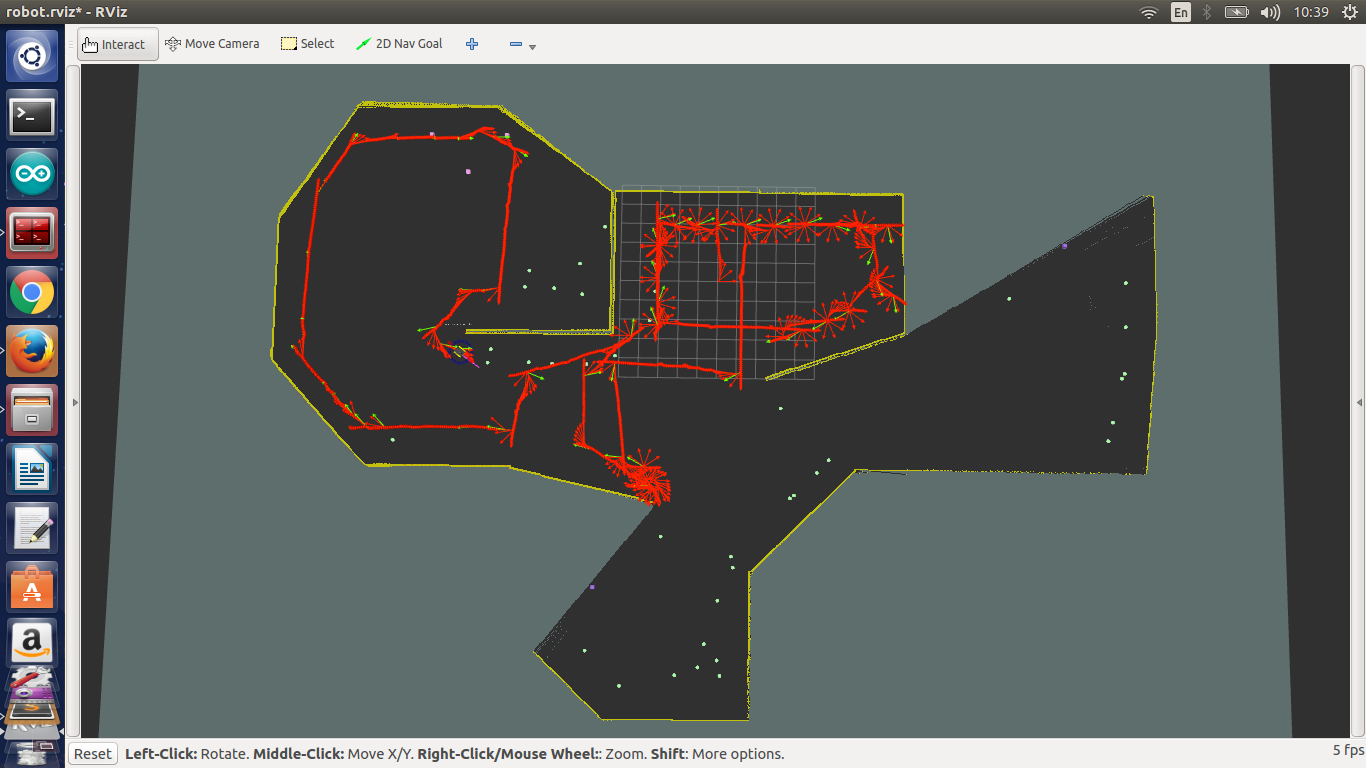 robot.rviz* - RViz
En
10:39
Interact
Move Camera
Select
2D Nav Goal
Reset
Left-Click: Rotate. Middle-Click: Move X/Y. Right-Click/Mouse Wheel:: Zoom. Shift: More options.
5 fps